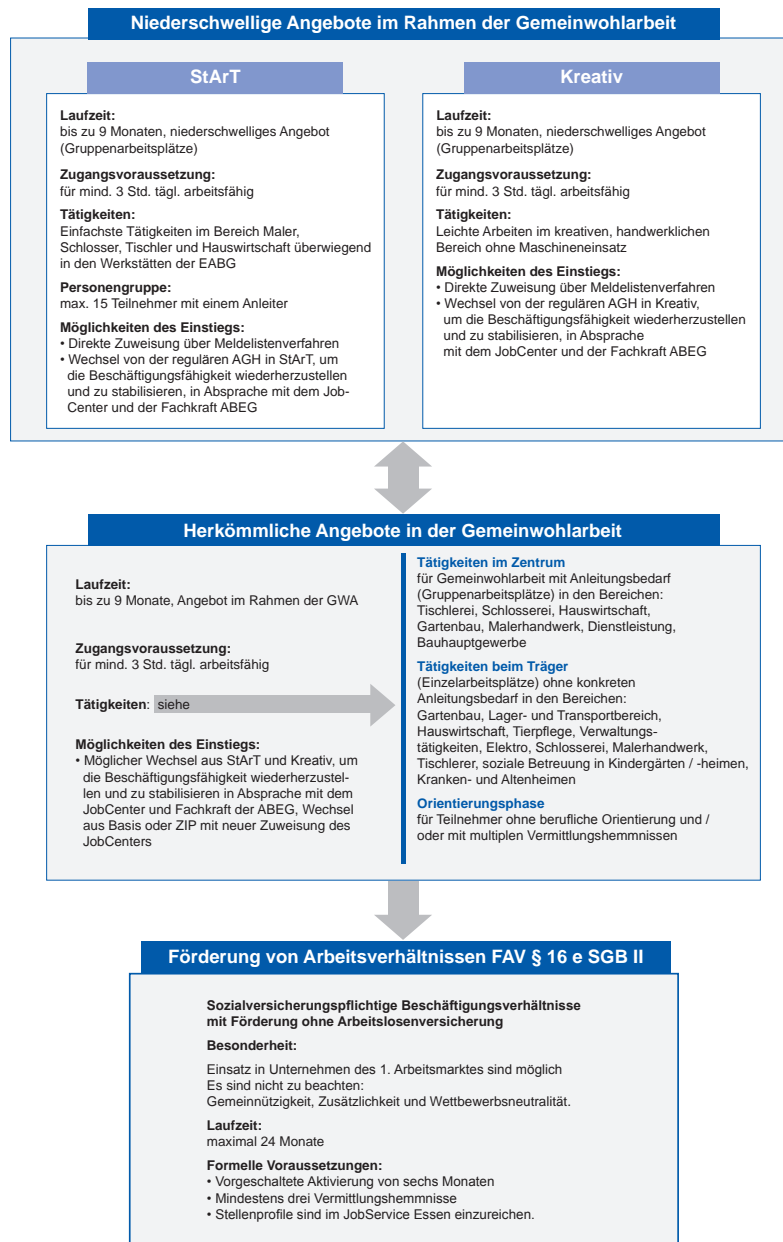 Niederschwellige Angebote im Rahmen der Gemeinwohlarbeit
StArT
Laufzeit:
bis zu 9 Monaten, niederschwelliges Angebot
(Gruppenarbeitsplätze)
Zugangsvoraussetzung:
für mind. 3 Std. tägl. arbeitsfähig
Tätigkeiten:
Einfachste Tätigkeiten im Bereich Maler,
Schlosser, Tischler und Hauswirtschaft überwiegend
in den Werkstätten der EABG
Personengruppe:
max. 15 Teilnehmer mit einem Anleiter
Möglichkeiten des Einstiegs:
• Direkte Zuweisung über Meldelistenverfahren
• Wechsel von der regulären AGH in StArT, um
die Beschäftigungsfähigkeit wiederherzustellen
und zu stabilisieren, in Absprache mit dem Job-
Center und der Fachkraft ABEG
Kreativ
Laufzeit:
bis zu 9 Monaten, niederschwelliges Angebot
(Gruppenarbeitsplätze)
Zugangsvoraussetzung:
für mind. 3 Std. tägl. arbeitsfähig
Tätigkeiten:
Leichte Arbeiten im kreativen, handwerklichen
Bereich ohne Maschineneinsatz
Möglichkeiten des Einstiegs:
• Direkte Zuweisung über Meldelistenverfahren
• Wechsel von der regulären AGH in Kreativ,
um die Beschäftigungsfähigkeit wiederherzustellen
und zu stabilisieren, in Absprache
mit dem JobCenter und der Fachkraft ABEG
Herkömmliche Angebote in der Gemeinwohlarbeit
Laufzeit:
bis zu 9 Monate, Angebot im Rahmen der GWA
Zugangsvoraussetzung:
für mind. 3 Std. tägl. arbeitsfähig
Tätigkeiten: siehe
Möglichkeiten des Einstiegs:
• Möglicher Wechsel aus StArT und Kreativ, um
die Beschäftigungsfähigkeit wiederherzustel-
len und zu stabilisieren in Absprache mit dem
JobCenter und Fachkraft der ABEG, Wechsel
aus Basis oder ZIP mit neuer Zuweisung des
JobCenters
Tätigkeiten im Zentrum
für Gemeinwohlarbeit mit Anleitungsbedarf
(Gruppenarbeitsplätze) in den Bereichen:
Tischlerei, Schlosserei, Hauswirtschaft,
Gartenbau, Malerhandwerk, Dienstleistung,
Bauhauptgewerbe
Tätigkeiten beim Träger
(Einzelarbeitsplätze) ohne konkreten
Anleitungsbedarf in den Bereichen:
Gartenbau, Lager- und Transportbereich,
Hauswirtschaft, Tierpflege, Verwaltungs-
tätigkeiten, Elektro, Schlosserei, Malerhandwerk,
Tischlerer, soziale Betreuung in Kindergärten / -heimen,
Kranken- und Altenheimen
Orientierungsphase
für Teilnehmer ohne berufliche Orientierung und /
oder mit multiplen Vermittlungshemmnissen
Förderung von Arbeitsverhältnissen FAV § 16 e SGB II
Sozialversicherungspflichtige Beschäftigungsverhältnisse
mit Förderung ohne Arbeitslosenversicherung
Besonderheit:
Einsatz in Unternehmen des 1. Arbeitsmarktes sind möglich
Es sind nicht zu beachten:
Gemeinnützigkeit, Zusätzlichkeit und Wettbewerbsneutralität.
Laufzeit:
maximal 24 Monate
Formelle Voraussetzungen:
• Vorgeschaltete Aktivierung von sechs Monaten
• Mindestens drei Vermittlungshemmnisse
• Stellenprofile sind im JobService Essen einzureichen.